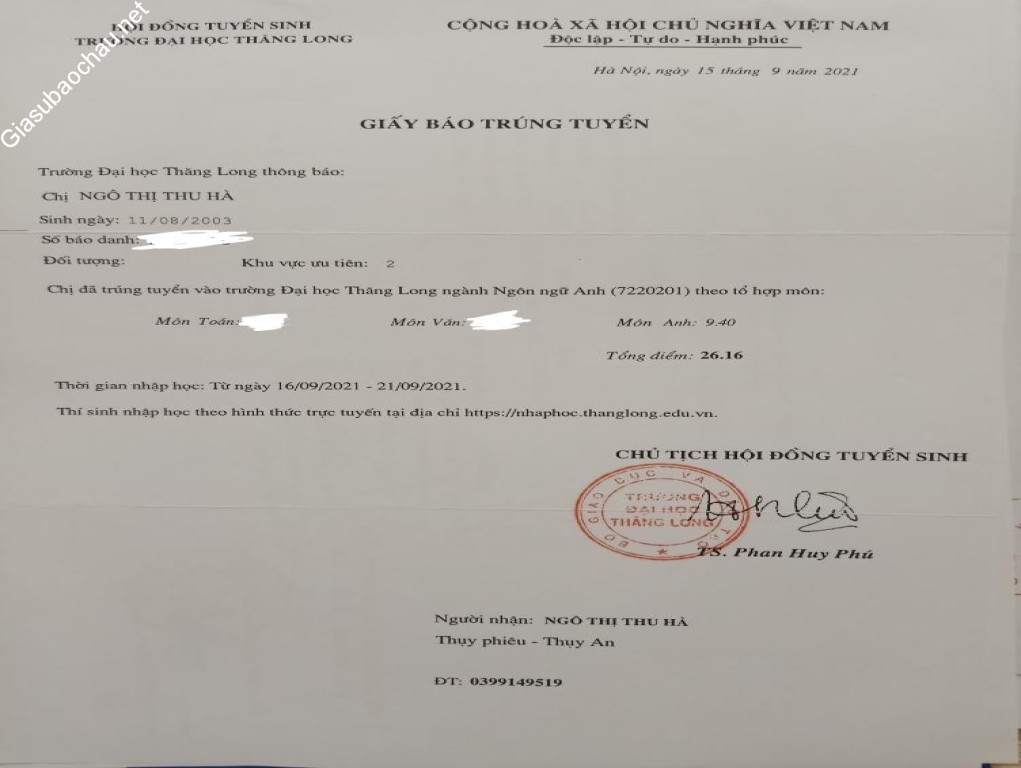 Giasubaochau.net
HỘI ĐỒNG TUYỂN SINH
TRƯỜNG ĐẠI HỌC THĂNG LONG
CỘNG HOÀ XÃ HỘI CHỦ NGHĨA VIỆT NAM
Độc lập - Tự do - Hạnh phúc
Hà Nội, ngày 15 tháng 9 năm 2021
GIẤY BÁO TRÚNG TUYỂN
Trường Đại học Thăng Long thông báo:
Chị NGÔ THỊ THU HÀ
Sinh ngày: 11/08/2003
Số báo danh:
Đối tượng: Khu vực ưu tiên: 2
Chị đã trúng tuyển vào trường Đại học Thăng Long ngành Ngôn ngữ Anh (7220201) theo tổ hợp môn:
Môn Toán: Môn Văn: Môn Anh: 9.40
Tổng điểm: 26.16
Thời gian nhập học: Từ ngày 16/09/2021 - 21/09/2021.
Thí sinh nhập học theo hình thức trực tuyến tại địa chỉ https://nhaphoc.thanglong.edu.vn.
CHỦ TỊCH HỘI ĐỒNG TUYỂN SINH
BỘ GIÁO DỤC VÀ
TRƯỜNG
ĐẠI HỌC
THĂNG LONG
TS. Phan Huy Phú
Người nhận: NGÔ THỊ THU HÀ
Thụy phiêu - Thụy An
ĐT: 0399149519